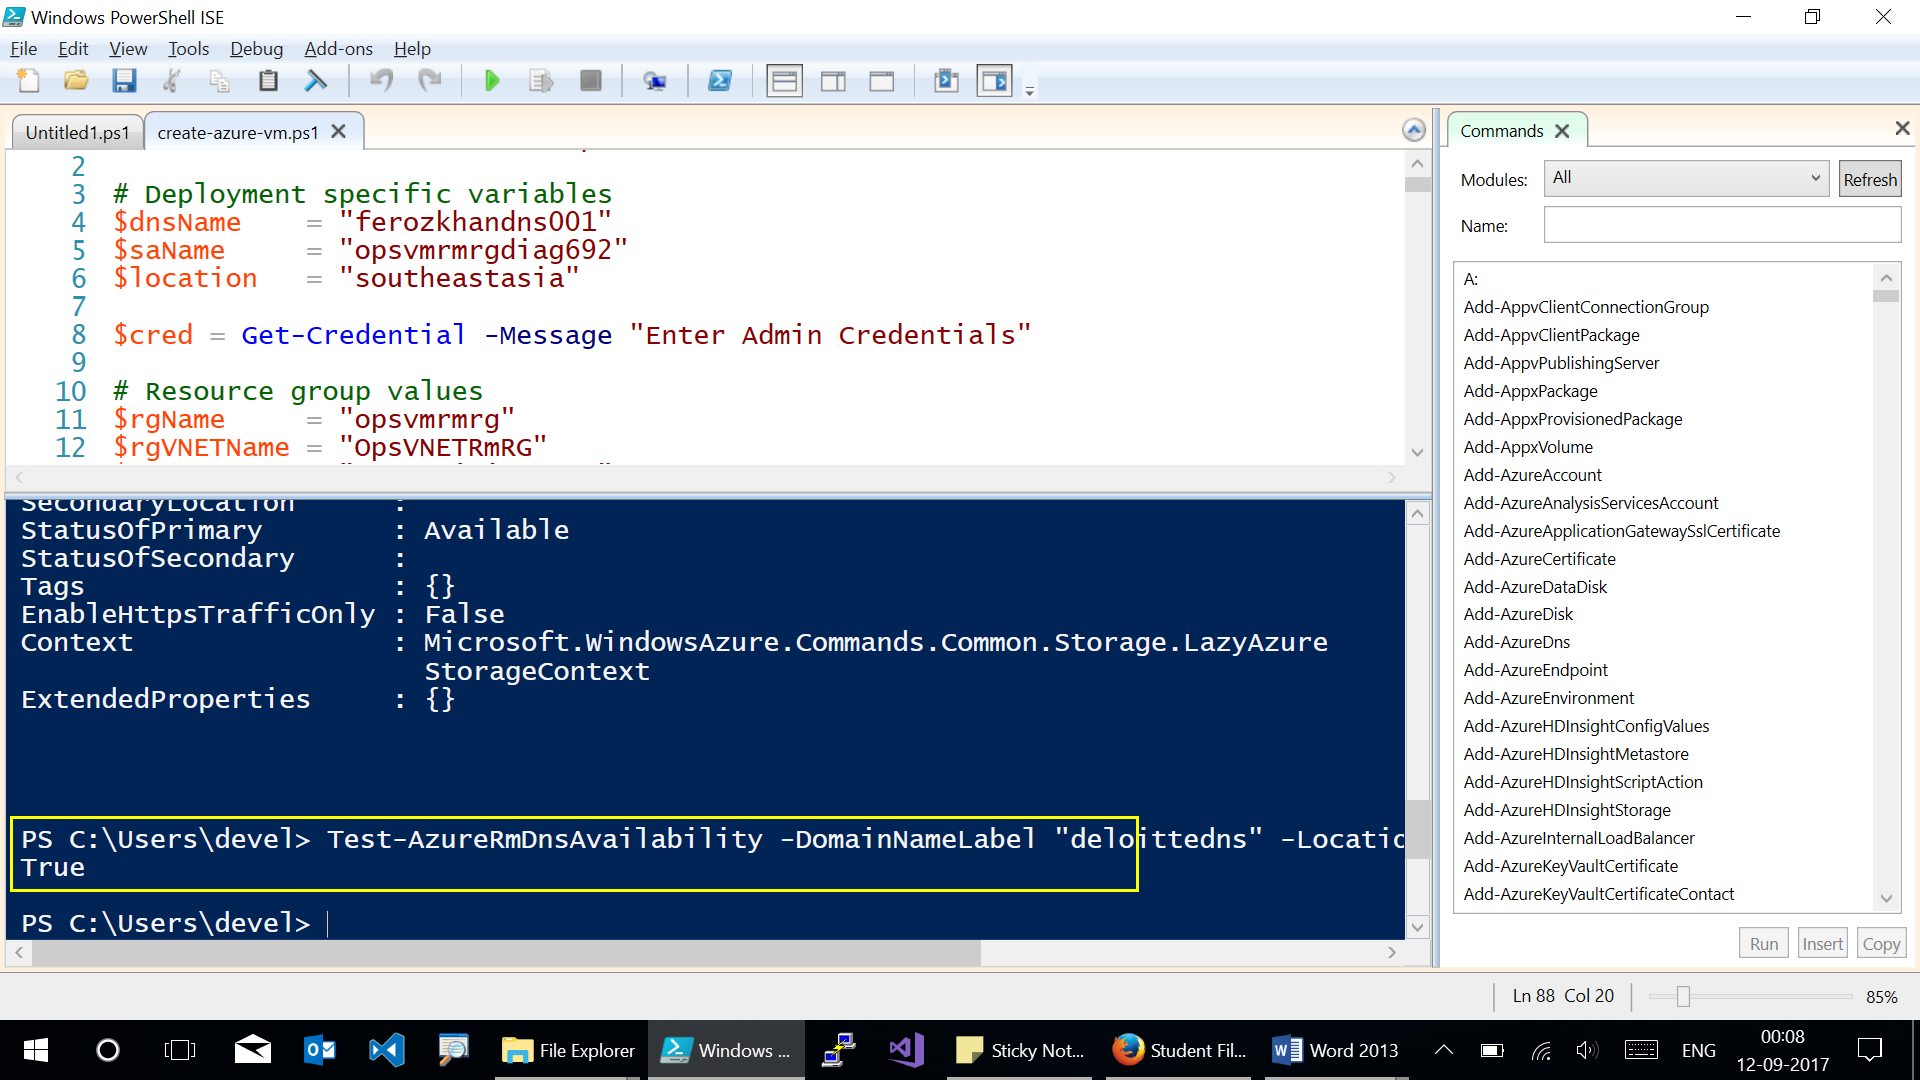 Windows PowerShell ISE
File Edit View Tools Debug Add-ons Help
Untitled1.ps1 create-azure-vm.ps1
2
3 # Deployment specific variables
4 $dnsName = "ferozkhandns001"
5 $saName = "opsvmrmrgdiag692"
6 $location = "southeastasia"
7
8 $cred = Get-Credential -Message "Enter Admin Credentials"
9
10 # Resource group values
11 $rgName = "opsvmrmrg"
12 $rgVNETName = "OpsVNETRmRG"
SecondaryLocation :
StatusOfPrimary : Available
StatusOfSecondary :
Tags : {}
EnableHttpsTrafficOnly : False
Context : Microsoft.WindowsAzure.Commands.Common.Storage.LazyAzure
StorageContext
ExtendedProperties : {}
PS C:\Users\devel> Test-AzureRmDnsAvailability -DomainNameLabel "deloittedns" -Locatio
True
PS C:\Users\devel>
Commands
Modules: All Refresh
Name:
A:
Add-AppvClientConnectionGroup
Add-AppvClientPackage
Add-AppvPublishingServer
Add-AppxPackage
Add-AppxProvisionedPackage
Add-AppxVolume
Add-AzureAccount
Add-AzureAnalysisServicesAccount
Add-AzureApplicationGatewaySslCertificate
Add-AzureCertificate
Add-AzureDataDisk
Add-AzureDisk
Add-AzureDns
Add-AzureEndpoint
Add-AzureEnvironment
Add-AzureHDInsightConfigValues
Add-AzureHDInsightMetastore
Add-AzureHDInsightScriptAction
Add-AzureHDInsightStorage
Add-AzureInternalLoadBalancer
Add-AzureKeyVaultCertificate
Add-AzureKeyVaultCertificateContact
Run Insert Copy
Ln 88 Col 20 85%
File Explorer Windows ... Sticky Not... Student Fil... Word 2013 ENG 00:08
12-09-2017